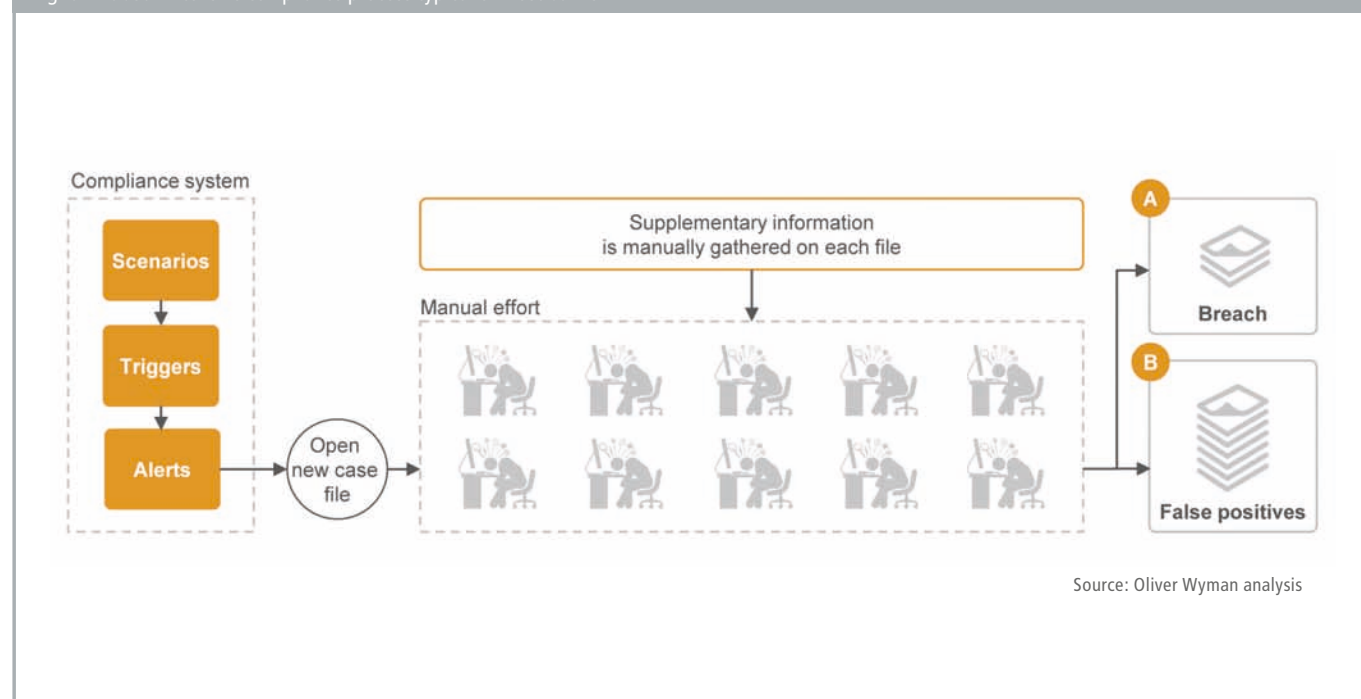 Compliance system
Scenarios
Triggers
Alerts
Open
new case
file
Supplementary information
is manually gathered on each file
Manual effort
A
Breach
B
False positives
Source: Oliver Wyman analysis